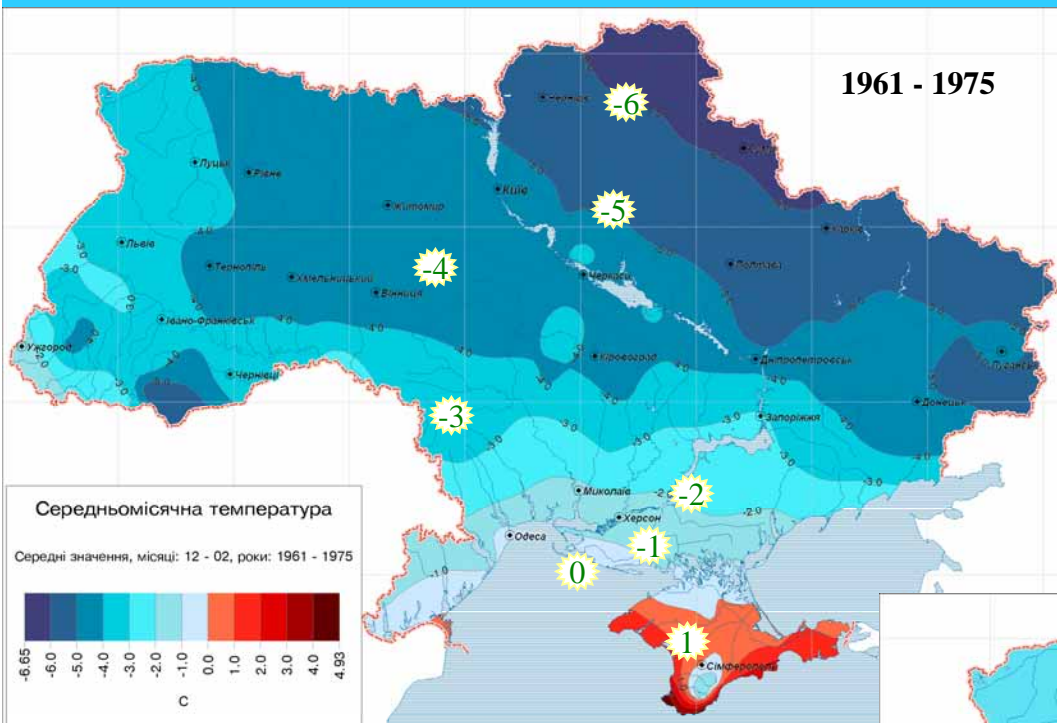 1961 - 1975
-6
Чернігів
Суми
Луцьк
Рівне
Київ
-5
Житомир
Харків
Львів
-4
Полтава
Тернопіль
Хмельницький
Черкаси
Вінниця
Івано-Франківськ
Ужгород
Кіровоград
Дніпропетровськ
Луганськ
Чернівці
Донецьк
-3
Запоріжжя
Миколаїв
-2
Херсон
Одеса
-1
0
1
Сімферополь
Середньомісячна температура
Середні значення, місяці: 12 - 02, роки: 1961 - 1975
-6.65 -6.0 -5.0 -4.0 -3.0 -2.0 -1.0 0.0 1.0 2.0 3.0 4.0 4.93
C